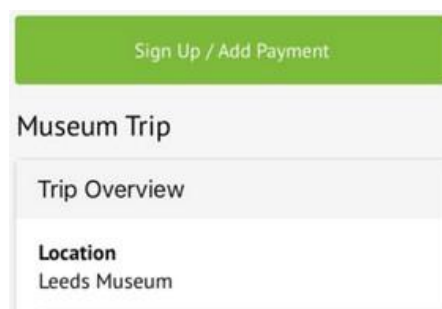 Sign Up / Add Payment
Museum Trip
Trip Overview
Location
Leeds Museum